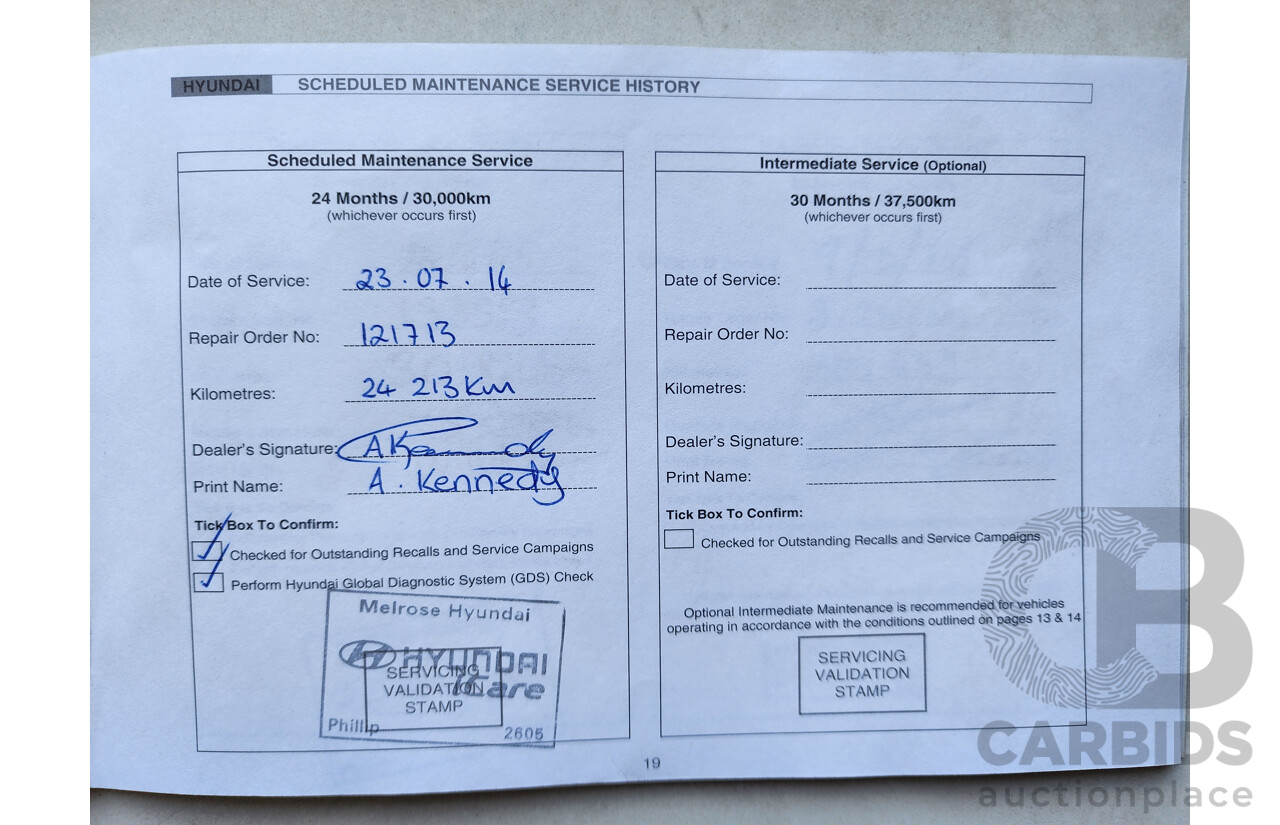 HYUNDAI SCHEDULED MAINTENANCE SERVICE HISTORY
Scheduled Maintenance Service
24 Months / 30,000km
(whichever occurs first)
Date of Service: 23.07.14
Repair Order No: 121713
Kilometres: 24 213 Km
Dealer's Signature: A Kennedy
Print Name: A. Kennedy
Tick Box To Confirm:
Checked for Outstanding Recalls and Service Campaigns
Perform Hyundai Global Diagnostic System (GDS) Check
Melrose Hyundai
HYUNDAI
iCare
Phillip 2605
SERVICING
VALIDATION
STAMP
Intermediate Service (Optional)
30 Months / 37,500km
(whichever occurs first)
Date of Service:
Repair Order No:
Kilometres:
Dealer's Signature:
Print Name:
Tick Box To Confirm:
Checked for Outstanding Recalls and Service Campaigns
Optional Intermediate Maintenance is recommended for vehicles
operating in accordance with the conditions outlined on pages 13 & 14
SERVICING
VALIDATION
STAMP
19
CB
CARBIDS
auctionplace